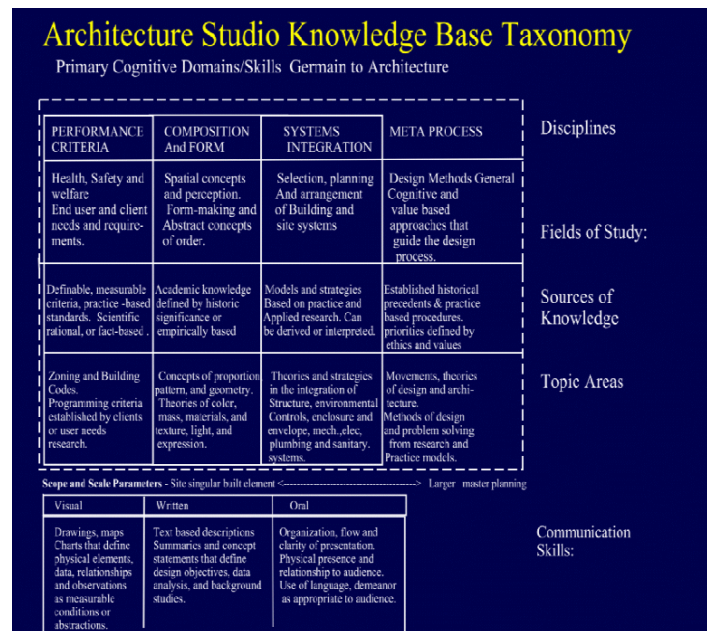 Architecture Studio Knowledge Base Taxonomy
Primary Cognitive Domains/Skills Germain to Architecture
PERFORMANCE
CRITERIA
COMPOSITION
And FORM
SYSTEMS
INTEGRATION
META PROCESS
Disciplines
Health, Safety and
welfare
End user and client
needs and require-
ments.
Spatial concepts
and perception.
Form-making and
Abstract concepts
of order.
Selection, planning
And arrangement
of Building and
site systems
Design Methods General
Cognitive and
value based
approaches that
guide the design
process.
Fields of Study:
Definable, measurable
criteria, practice -based
standards. Scientific
rational, or fact-based .
Academic knowledge
defined by historic
significance or
empirically based
Models and strategies
Based on practice and
Applied research. Can
be derived or interpreted.
Established historical
precedents & practice
based procedures.
priorities defined by
ethics and values
Sources of
Knowledge
Zoning and Building
Codes.
Programming criteria
established by clients
or user needs
research.
Concepts of proportion
pattern, and geometry.
Theories of color,
mass, materials, and
texture, light, and
expression.
Theories and strategies
in the integration of
Structure, environmental
Controls, enclosure and
envelope, mech.,elec,
plumbing and sanitary.
systems.
Movements, theories
of design and archi-
tecture.
Methods of design
and problem solving
from research and
Practice models.
Topic Areas
Scope and Scale Parameters - Site singular built element <-------------------------------> Larger master planning
Visual
Written
Oral
Drawings, maps
Charts that define
physical elements,
data, relationships
and observations
as measurable
conditions or
abstractions.
Text based descriptions
Summaries and concept
statements that define
design objectives, data
analysis, and background
studies.
Organization, flow and
clarity of presentation.
Physical presence and
relationship to audience.
Use of language, demeanor
as appropriate to audience.
Communication
Skills: